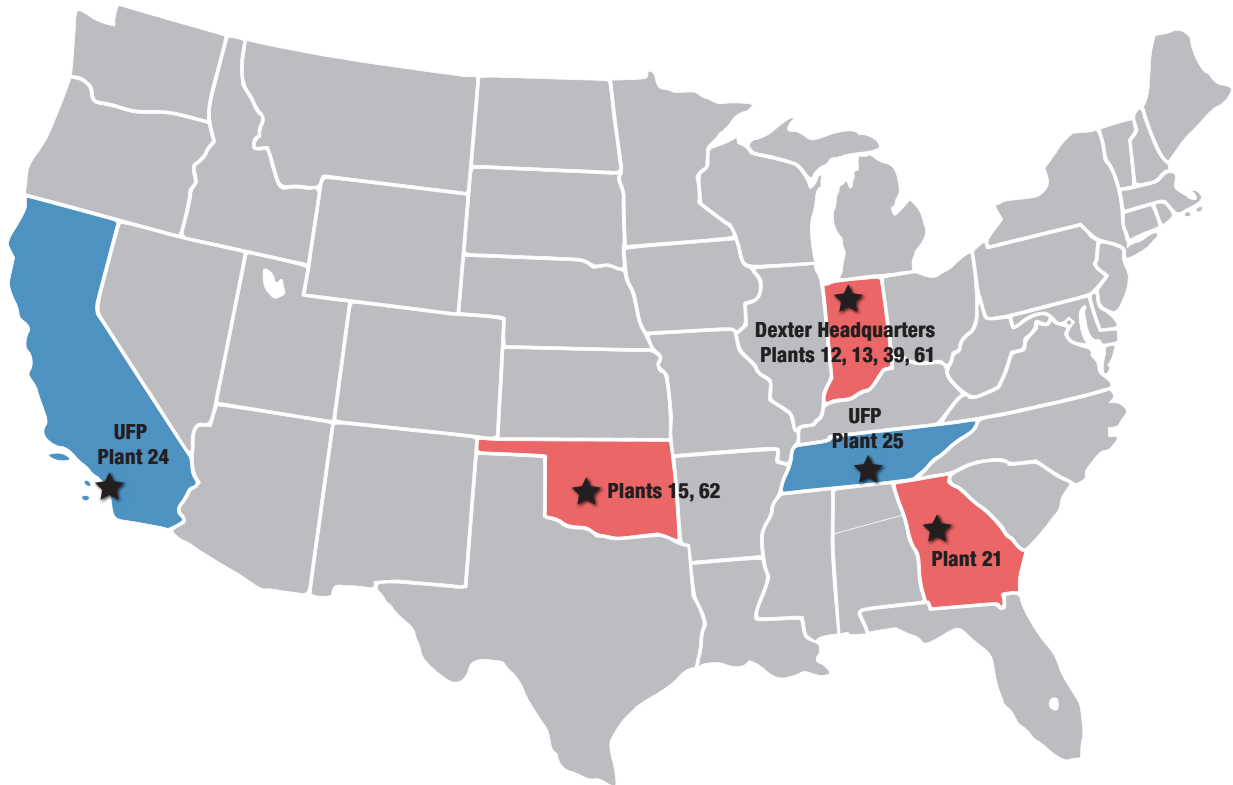 Dexter Headquarters
Plants 12, 13, 39, 61
UFP
Plant 25
UFP
Plant 24
Plants 15, 62
Plant 21